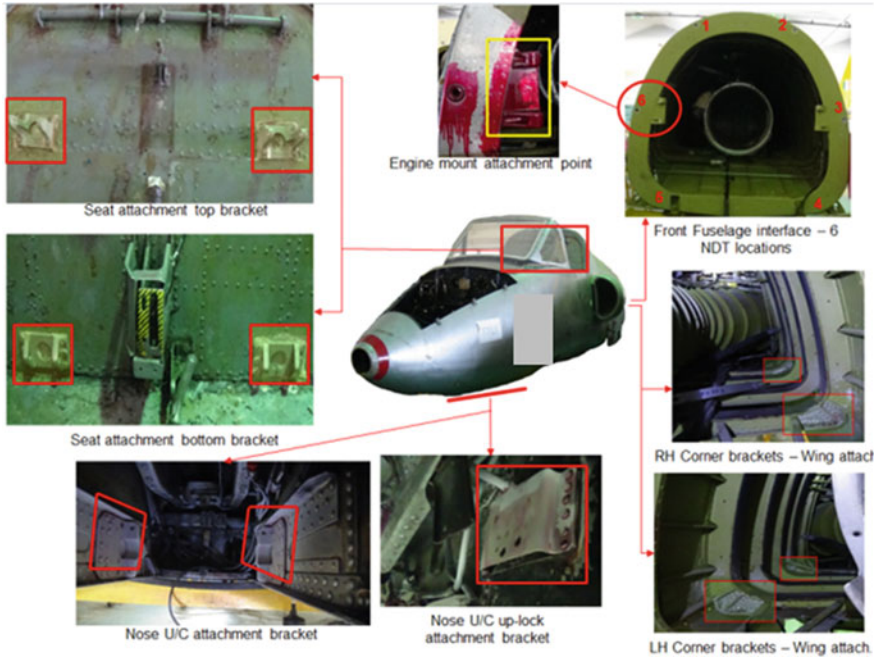 1
2
3
4
5
6
Seat attachment top bracket
Engine mount attachment point
Front Fuselage interface – 6
NDT locations
Seat attachment bottom bracket
RH Corner brackets – Wing attach.
Nose U/C attachment bracket
Nose U/C up-lock
attachment bracket
LH Corner brackets – Wing attach.